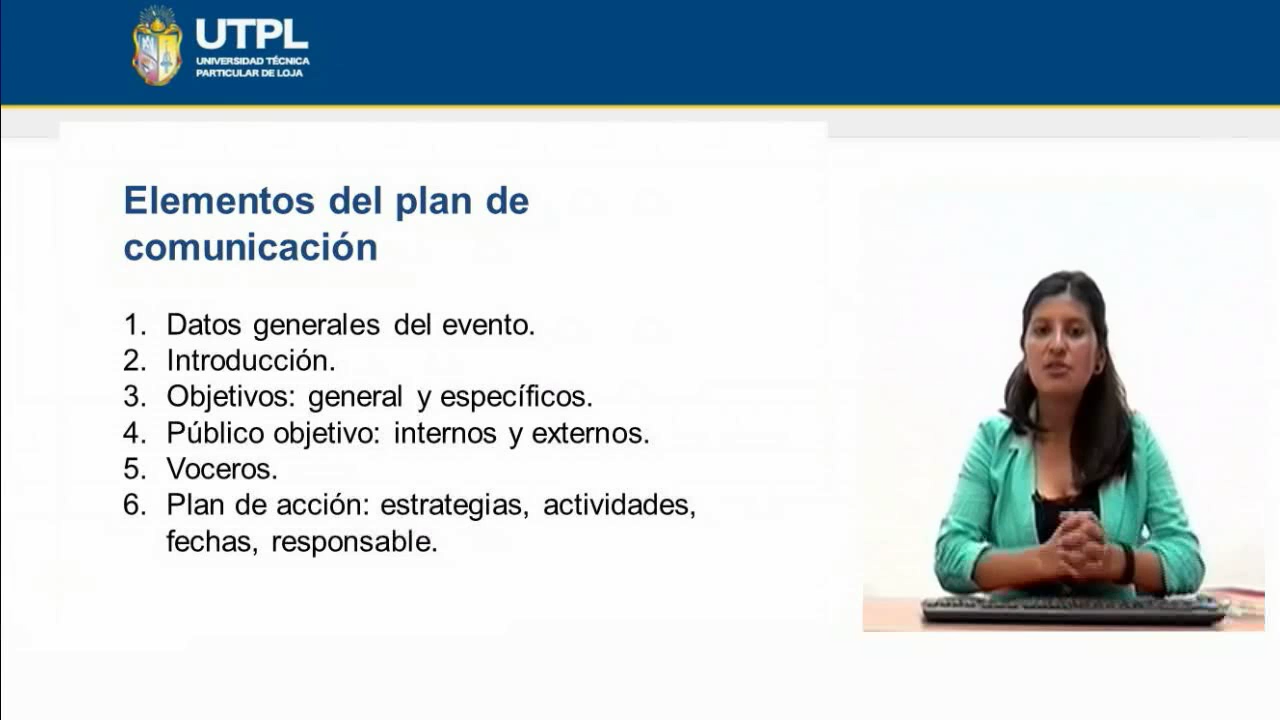 UTPL
UNIVERSIDAD TÉCNICA
PARTICULAR DE LOJA
Elementos del plan de
comunicación
1. Datos generales del evento.
2. Introducción.
3. Objetivos: general y específicos.
4. Público objetivo: internos y externos.
5. Voceros.
6. Plan de acción: estrategias, actividades,
fechas, responsable.